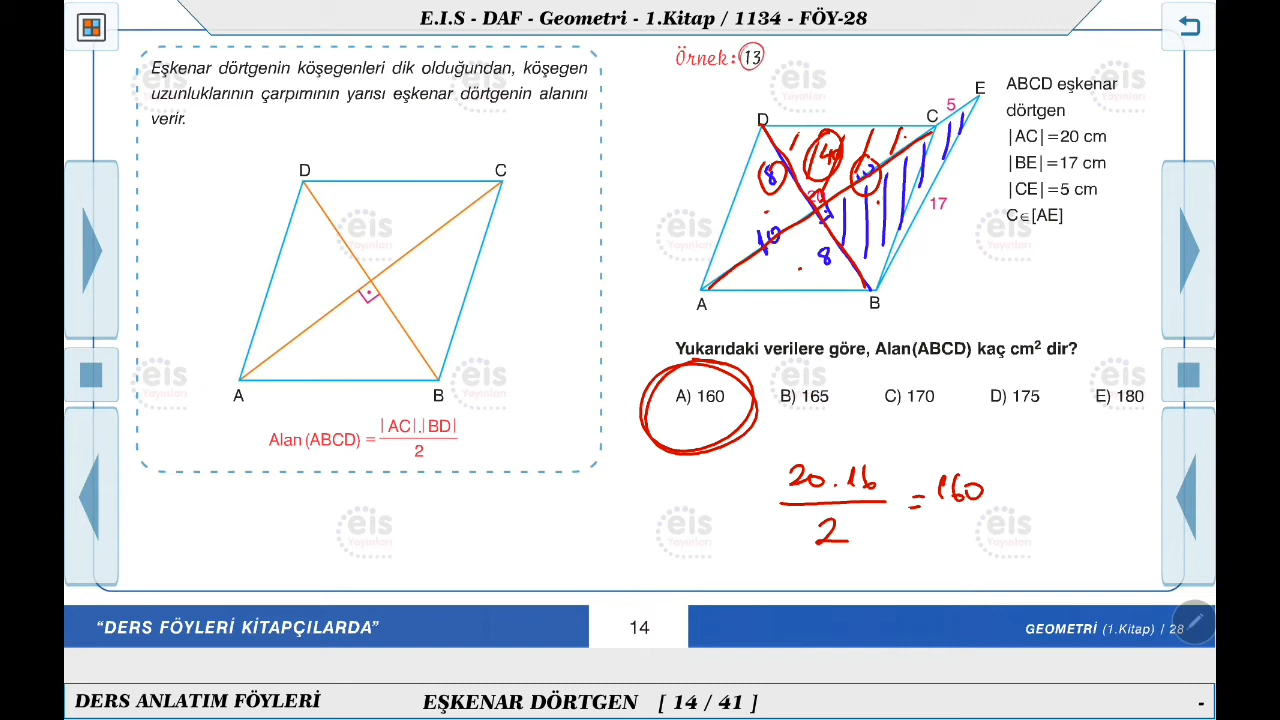 E.I.S - DAF - Geometri - 1.Kitap / 1134 - FÖY-28
Eşkenar dörtgenin köşegenleri dik olduğundan, köşegen
uzunluklarının çarpımının yarısı eşkenar dörtgenin alanını
verir.
D
C
A
B
Alan (ABCD) = |AC|.|BD|
2
Örnek: 13
E
5
D
C
17
20
8
10
8
A
B
ABCD eşkenar
dörtgen
|AC|=20 cm
|BE|=17 cm
|CE|=5 cm
C∈[AE]
Yukarıdaki verilere göre, Alan(ABCD) kaç cm² dir?
A) 160 B) 165 C) 170 D) 175 E) 180
20 . 16
2
= 160
eis
Yayınları
"DERS FÖYLERİ KİTAPÇILARDA"
14
GEOMETRİ (1.Kitap) / 28
DERS ANLATIM FÖYLERİ
EŞKENAR DÖRTGEN [ 14 / 41 ]
-